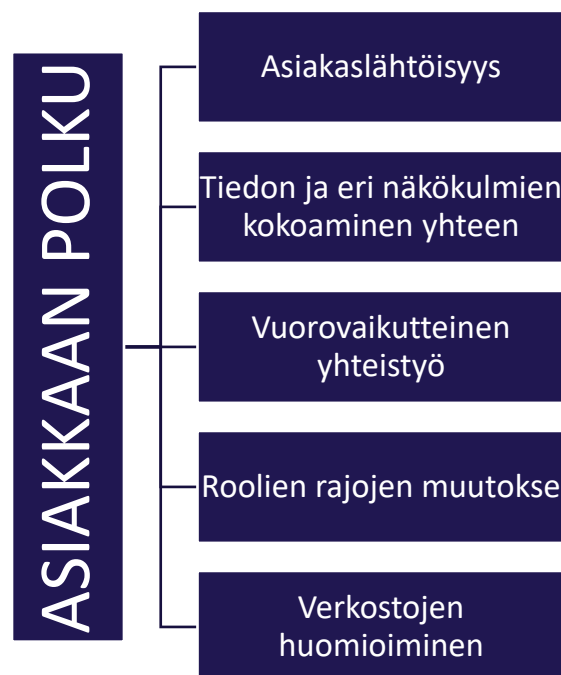 ASIAKKAAN POLKU
Asiakaslähtöisyys
Tiedon ja eri näkökulmien
kokoaminen yhteen
Vuorovaikutteinen
yhteistyö
Roolien rajojen muutokse
Verkostojen
huomioiminen